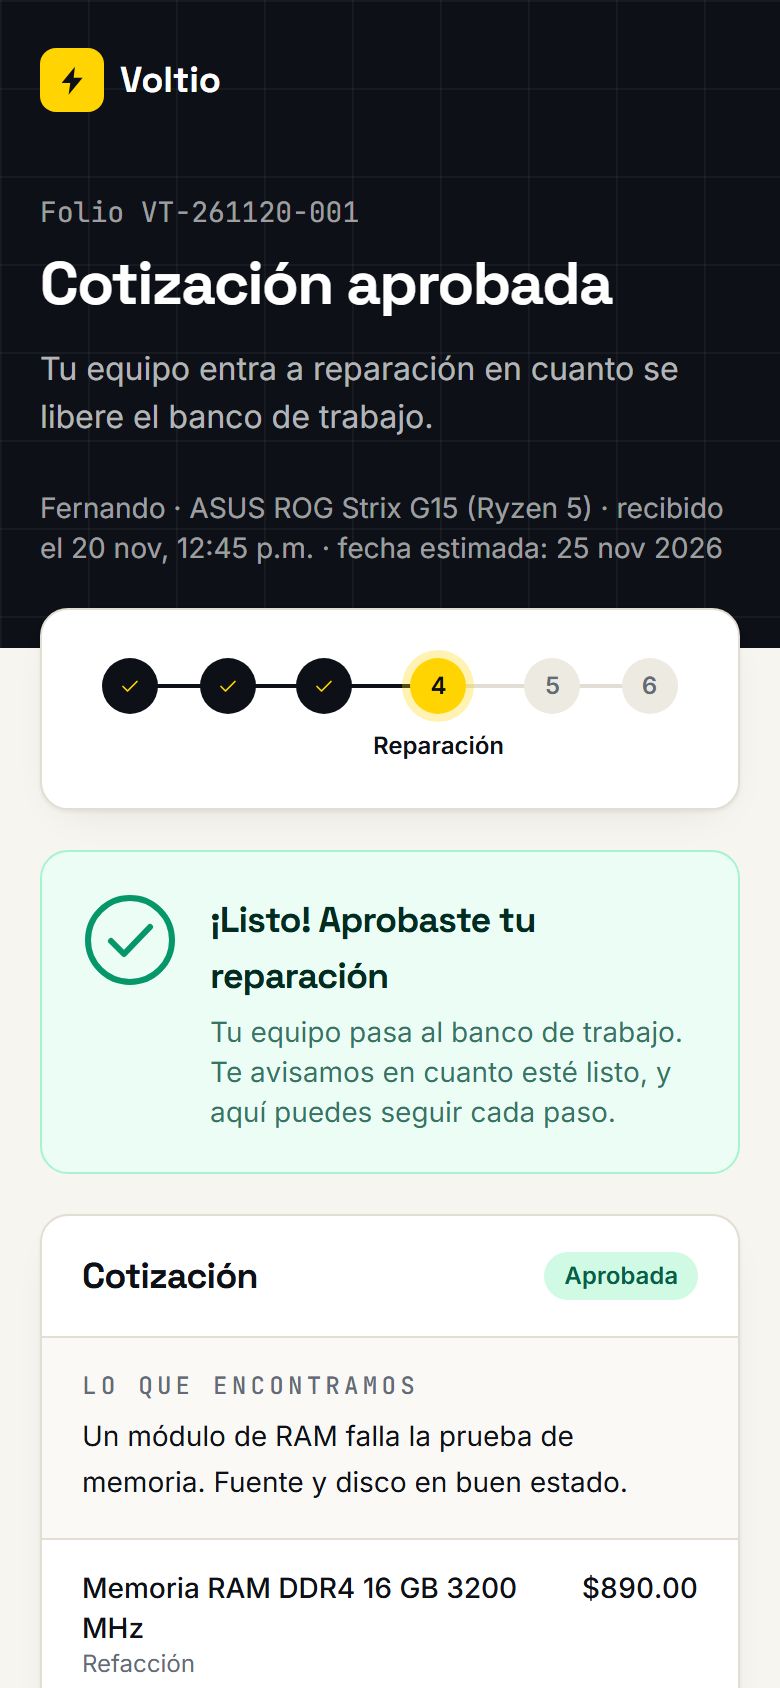 Voltio
Folio VT-261120-001
Cotización aprobada
Tu equipo entra a reparación en cuanto se
libere el banco de trabajo.
Fernando · ASUS ROG Strix G15 (Ryzen 5) · recibido
el 20 nov, 12:45 p.m. · fecha estimada: 25 nov 2026
4 5 6
Reparación
¡Listo! Aprobaste tu
reparación
Tu equipo pasa al banco de trabajo.
Te avisamos en cuanto esté listo, y
aquí puedes seguir cada paso.
Cotización Aprobada
LO QUE ENCONTRAMOS
Un módulo de RAM falla la prueba de
memoria. Fuente y disco en buen estado.
Memoria RAM DDR4 16 GB 3200 $890.00
MHz
Refacción